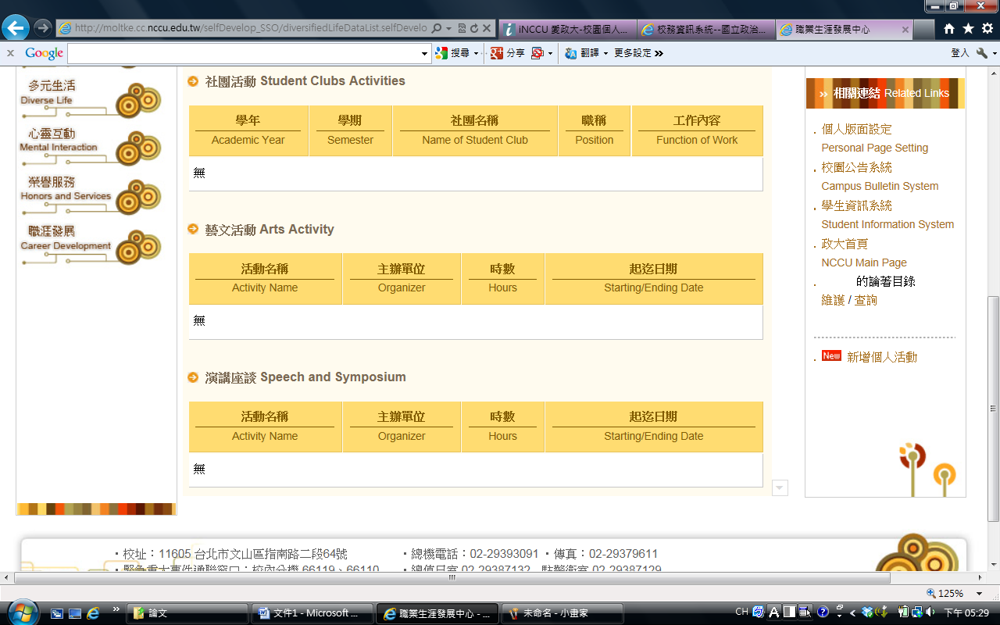 http://moltke.cc.nccu.edu.tw/selfDevelop_SSO/diversifiedLifeDataList.selfDevelo
iNCCU 愛政大-校園個人...
校務資訊系統--國立政治...
職業生涯發展中心
Google
搜尋
分享
翻譯
更多設定 »
登入
多元生活
Diverse Life
心靈互動
Mental Interaction
榮譽服務
Honors and Services
職涯發展
Career Development
社團活動 Student Clubs Activities
學年 學期 社團名稱 職稱 工作內容
Academic Year Semester Name of Student Club Position Function of Work
無
藝文活動 Arts Activity
活動名稱 主辦單位 時數 起迄日期
Activity Name Organizer Hours Starting/Ending Date
無
演講座談 Speech and Symposium
活動名稱 主辦單位 時數 起迄日期
Activity Name Organizer Hours Starting/Ending Date
無
相關連結 Related Links
個人版面設定
Personal Page Setting
校園公告系統
Campus Bulletin System
學生資訊系統
Student Information System
政大首頁
NCCU Main Page
的論著目錄
維護 / 查詢
New 新增個人活動
校址：11605 台北市文山區指南路二段64號 ・總機電話：02-29393091 ・傳真：02-29379611
緊急重大事件通聯窗口：校內分機 66119、66110 ・總值日室 02-29387132 駐警衛室 02-29387129
125%
論文
文件1 - Microsoft ...
職業生涯發展中心 - ...
未命名 - 小畫家
CH
下午 05:29